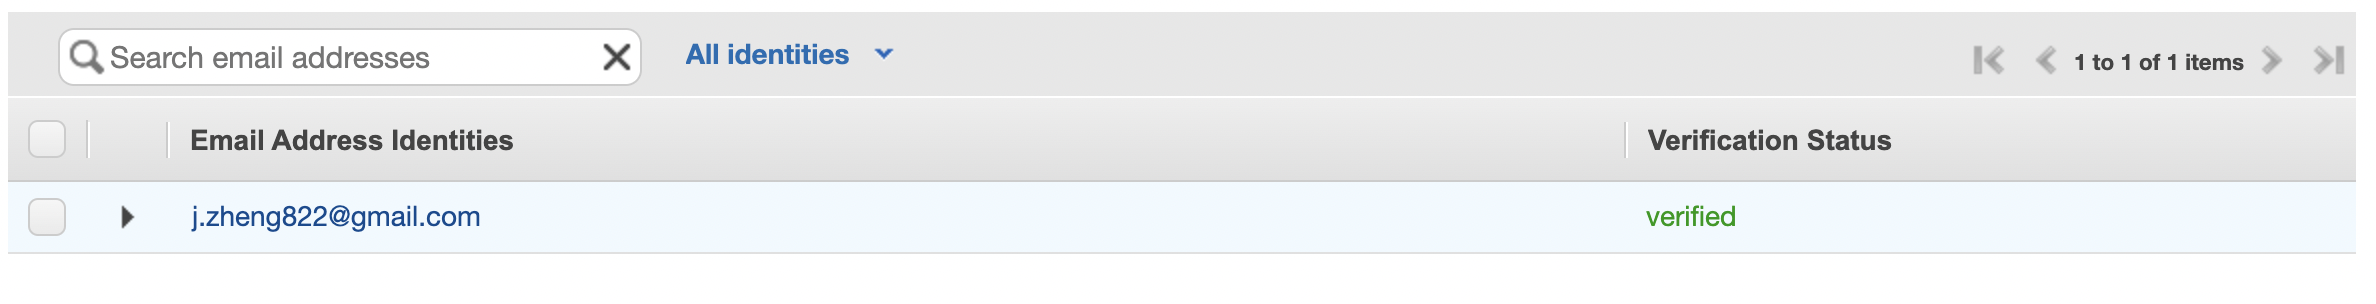 Search email addresses
All identities
1 to 1 of 1 items
Email Address Identities
Verification Status
j.zheng822@gmail.com
verified